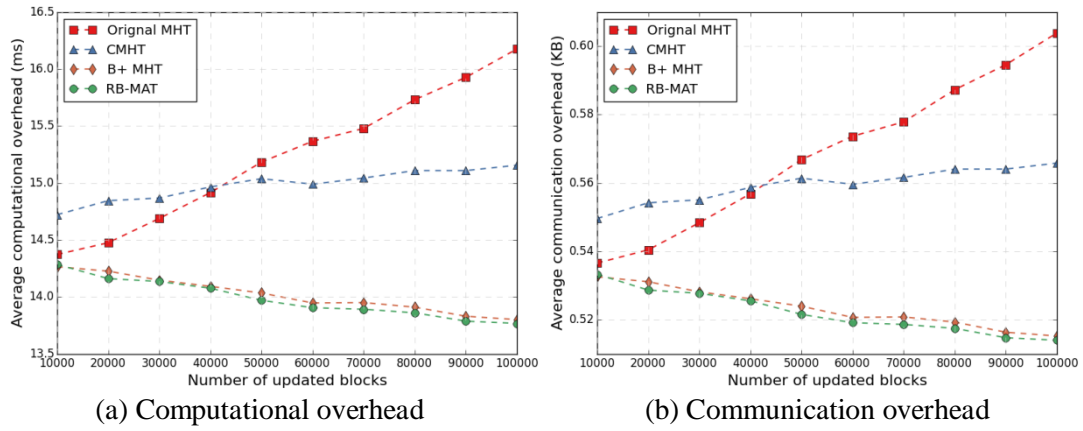 16.5
16.0
15.5
15.0
14.5
14.0
13.5
Average computational overhead (ms)
Orignal MHT
CMHT
B+ MHT
RB-MAT
10000 20000 30000 40000 50000 60000 70000 80000 90000 100000
Number of updated blocks
(a) Computational overhead
0.60
0.58
0.56
0.54
0.52
Average communication overhead (KB)
Orignal MHT
CMHT
B+ MHT
RB-MAT
10000 20000 30000 40000 50000 60000 70000 80000 90000 100000
Number of updated blocks
(b) Communication overhead